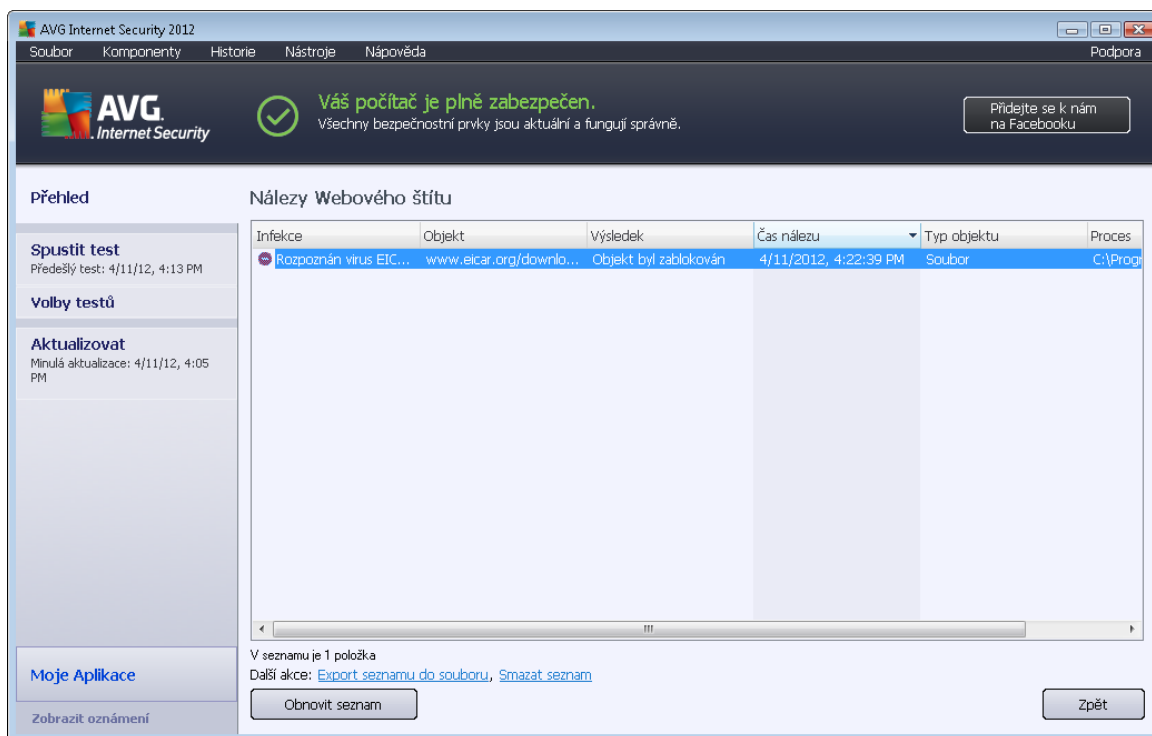 AVG Internet Security 2012
Soubor Komponenty Historie Nástroje Nápověda Podpora
AVG.
Internet Security
Váš počítač je plně zabezpečen.
Všechny bezpečnostní prvky jsou aktuální a fungují správně.
Přidejte se k nám
na Facebooku
Přehled
Spustit test
Předešlý test: 4/11/12, 4:13 PM
Volby testů
Aktualizovat
Minulá aktualizace: 4/11/12, 4:05
PM
Moje Aplikace
Zobrazit oznámení
Nálezy Webového štítu
Infekce Objekt Výsledek Čas nálezu Typ objektu Proces
Rozpoznán virus EIC... www.eicar.org/downlo... Objekt byl zablokován 4/11/2012, 4:22:39 PM Soubor C:\Progr
V seznamu je 1 položka
Další akce: Export seznamu do souboru, Smazat seznam
Obnovit seznam Zpět